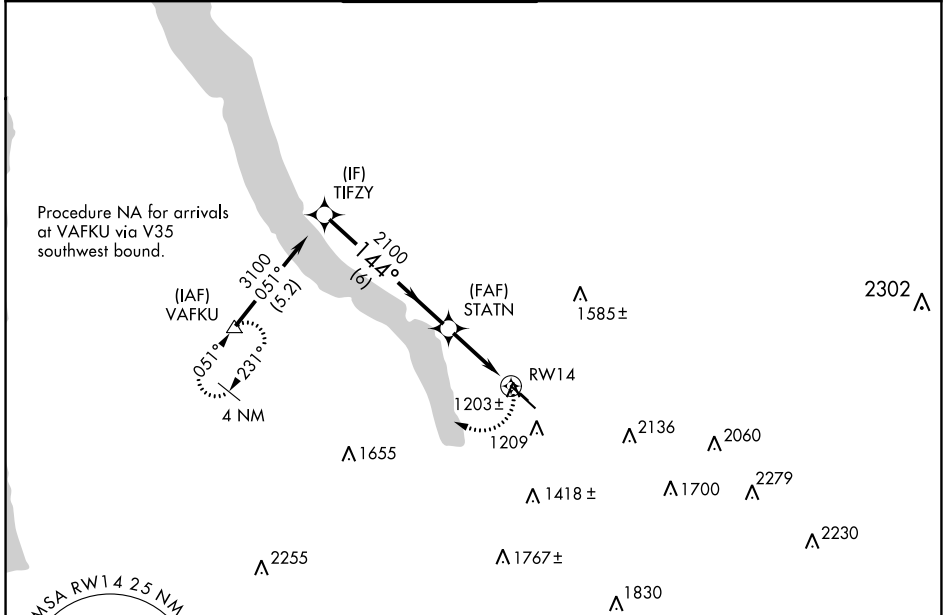 (IF)
TIFZY
Procedure NA for arrivals
at VAFKU via V35
southwest bound.
2100
144°
(6)
3100
051°
(5.2)
(IAF)
VAFKU
(FAF)
STATN
1585±
2302
051°
231°
4 NM
RW14
1203±
1209
2136
2060
1655
1418±
1700
2279
2230
2255
1767±
1830
MSA RW14 25 NM